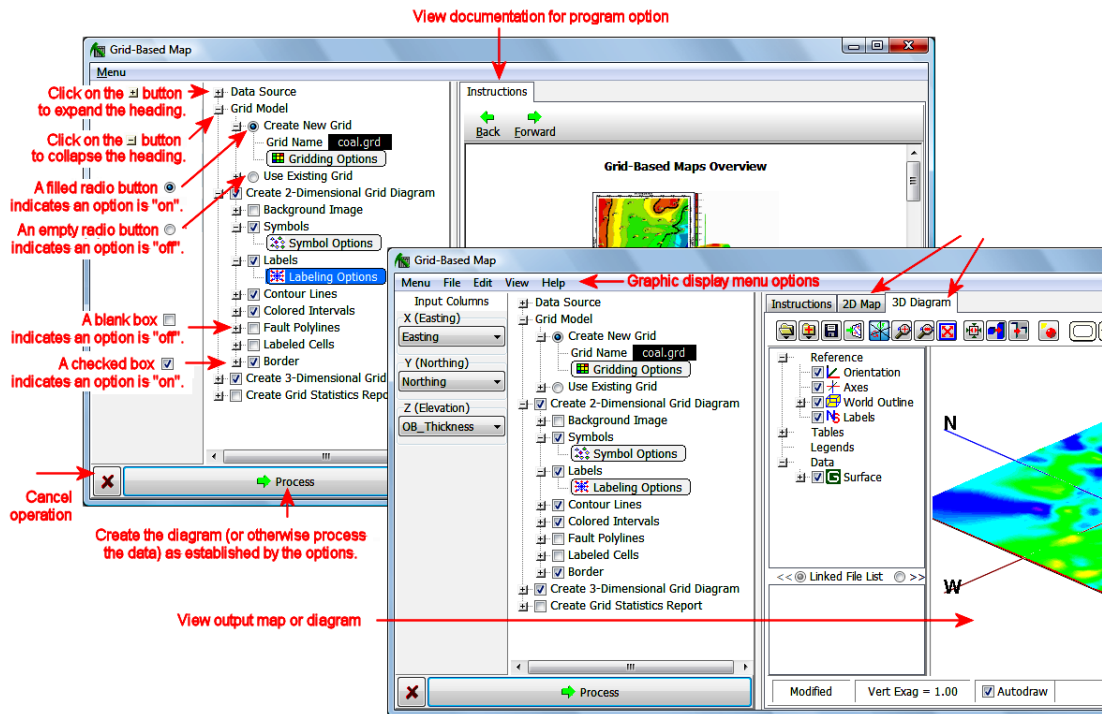 View documentation for program option
Grid-Based Map
Menu
Click on the button
to expand the heading.
Click on the button
to collapse the heading.
A filled radio button
indicates an option is "on".
An empty radio button
indicates an option is "off".
A blank box
indicates an option is "off".
A checked box
indicates an option is "on".
Data Source
Grid Model
Create New Grid
Grid Name coal.grd
Gridding Options
Use Existing Grid
Create 2-Dimensional Grid Diagram
Background Image
Symbols
Symbol Options
Labels
Labeling Options
Contour Lines
Colored Intervals
Fault Polylines
Labeled Cells
Border
Create 3-Dimensional Grid
Create Grid Statistics Repo
Instructions
Back Forward
Grid-Based Maps Overview
Process
Cancel
operation
Create the diagram (or otherwise process
the data) as established by the options.
View output map or diagram
Grid-Based Map
Menu File Edit View Help
Graphic display menu options
Input Columns
X (Easting)
Easting
Y (Northing)
Northing
Z (Elevation)
OB_Thickness
Data Source
Grid Model
Create New Grid
Grid Name coal.grd
Gridding Options
Use Existing Grid
Create 2-Dimensional Grid Diagram
Background Image
Symbols
Symbol Options
Labels
Labeling Options
Contour Lines
Colored Intervals
Fault Polylines
Labeled Cells
Border
Create 3-Dimensional Grid Diagram
Create Grid Statistics Report
Process
Instructions 2D Map 3D Diagram
Reference
Orientation
Axes
World Outline
Labels
Tables
Legends
Data
Surface
<< Linked File List >>
N
W
Modified Vert Exag = 1.00 Autodraw